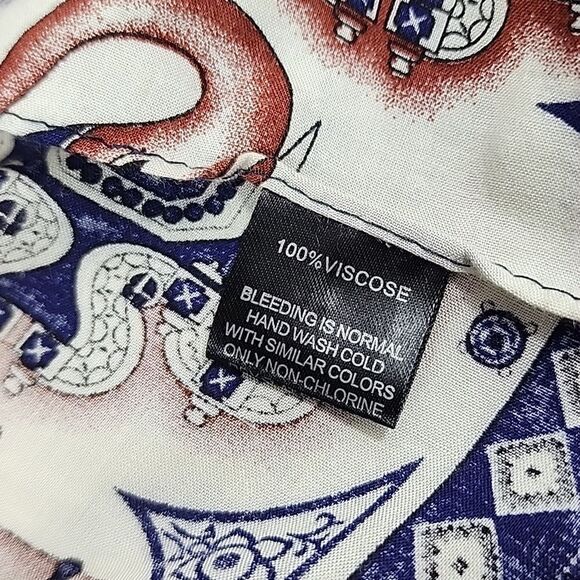 100% VISCOSE
BLEEDING IS NORMAL
HAND WASH COLD
WITH SIMILAR COLORS
ONLY NON-CHLORINE